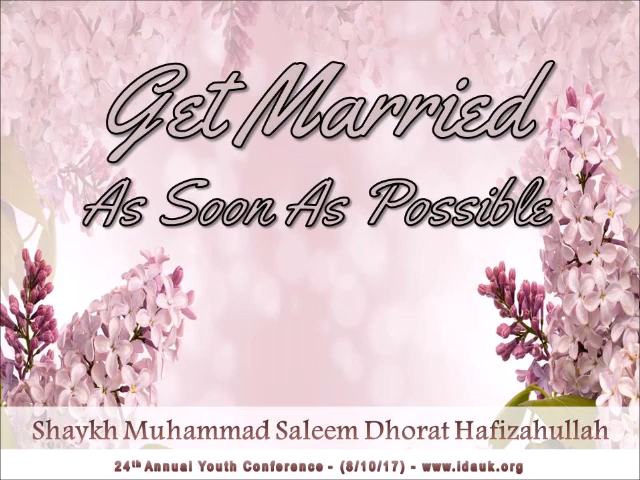 Get Married
As Soon As Possible
Shaykh Muhammad Saleem Dhorat Hafizahullah
24th Annual Youth Conference - (8/10/17) - www.idauk.org